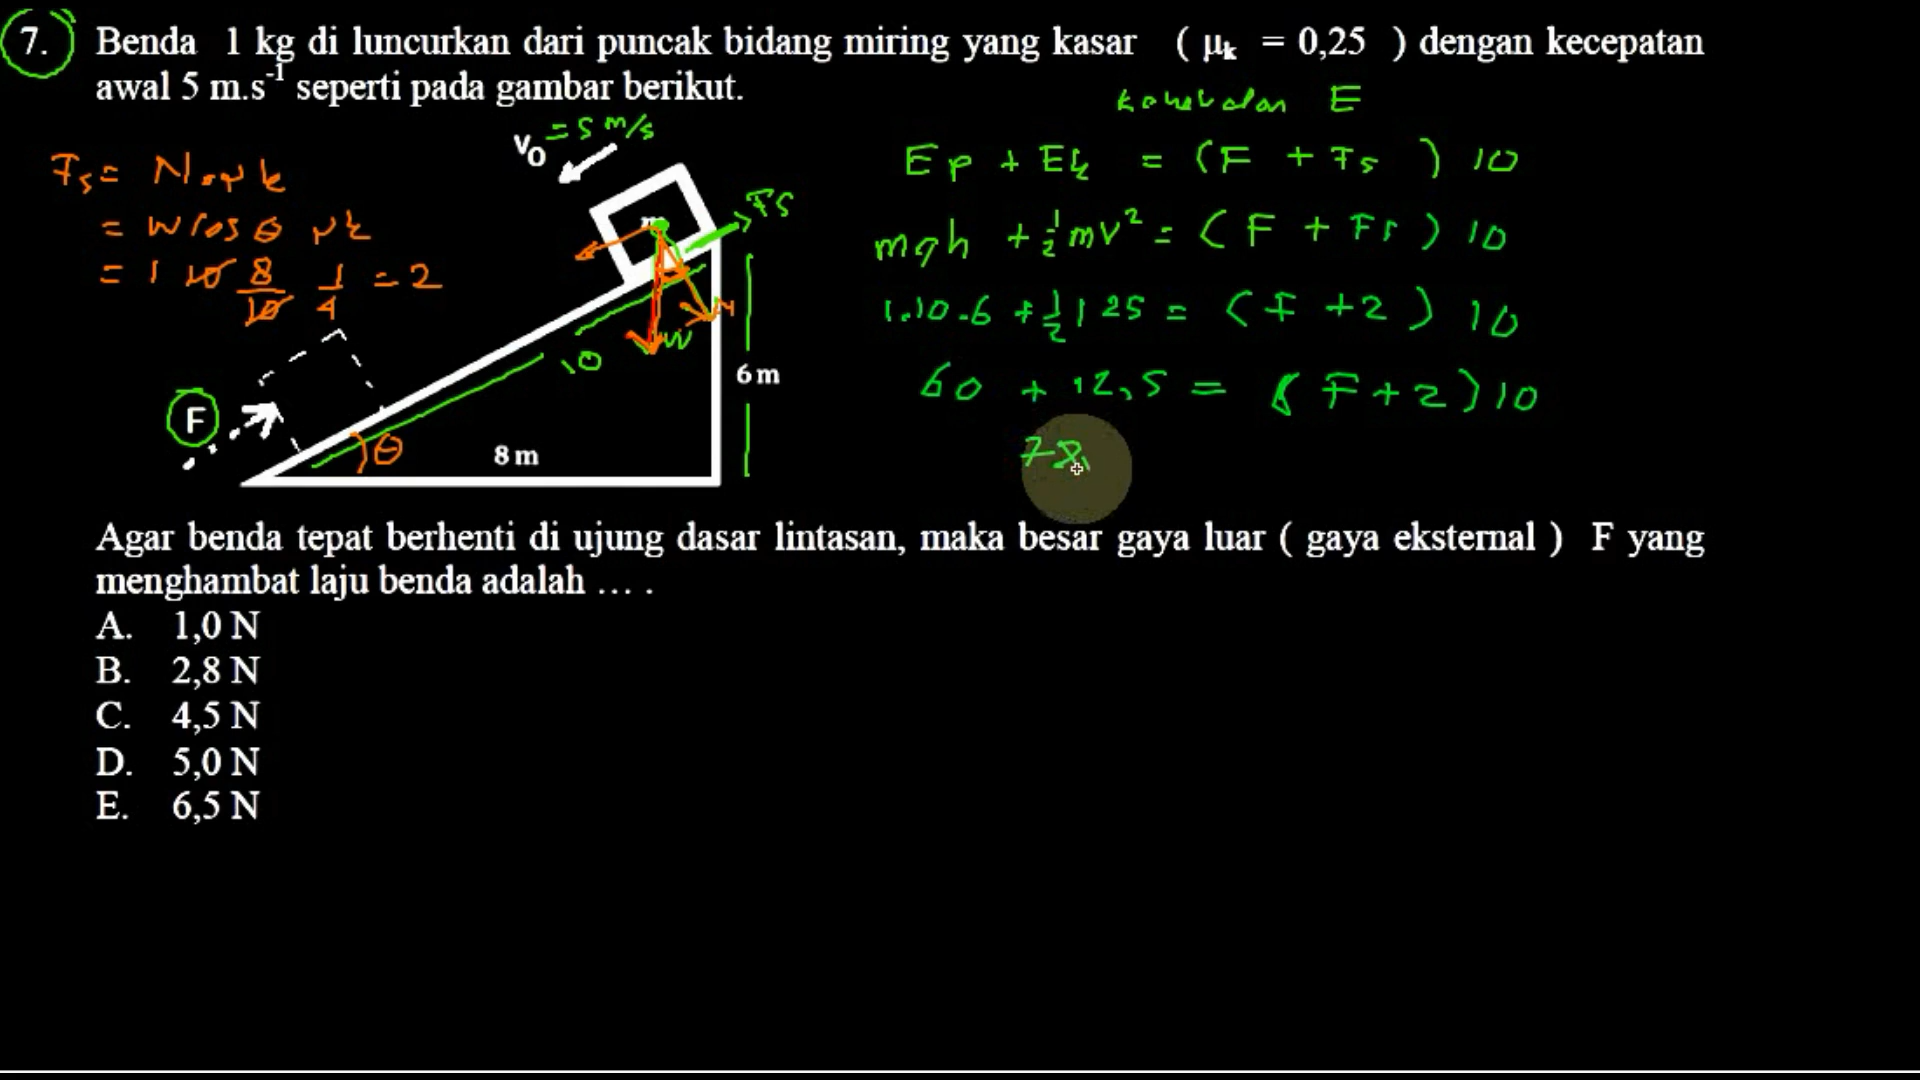 7. Benda 1 kg di luncurkan dari puncak bidang miring yang kasar ( μk = 0,25 ) dengan kecepatan
awal 5 m.s⁻¹ seperti pada gambar berikut.
E
v₀ = 5 m/s
Fs = N . μk
= W cos θ μk
= 1 10 8/10 1/4 = 2
Fs
N
W
10
6 m
F
θ
8 m
Ep + Ek = (F + Fs) 10
mgh + ½ mv² = (F + Fs) 10
1.10.6 + ½ 1 25 = (F + 2) 10
60 + 12,5 = (F + 2) 10
72,
Agar benda tepat berhenti di ujung dasar lintasan, maka besar gaya luar ( gaya eksternal ) F yang
menghambat laju benda adalah ... .
A. 1,0 N
B. 2,8 N
C. 4,5 N
D. 5,0 N
E. 6,5 N